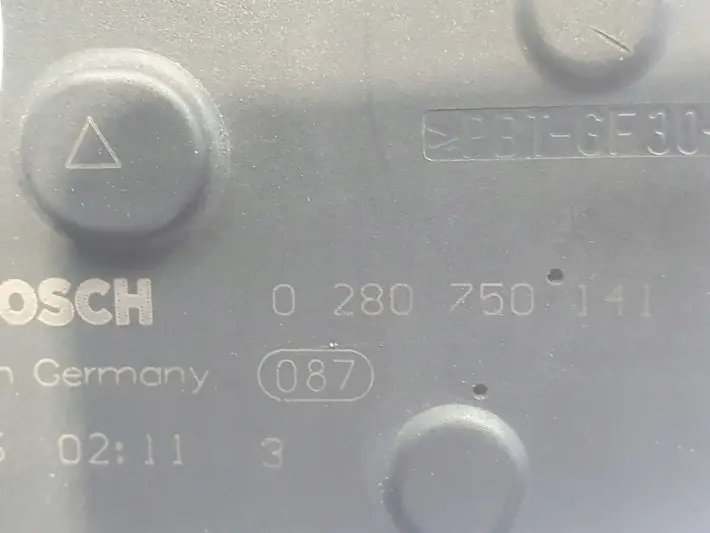 >PBT-GF30
OSCH 0 280 750 141
n Germany 087
02:11 3